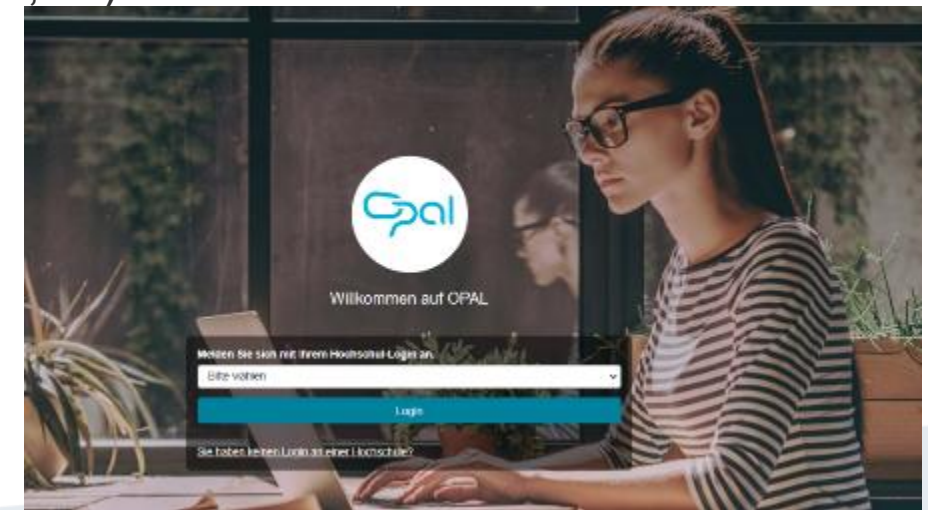 Opal
Willkommen auf OPAL
Melden Sie sich mit Ihrem Hochschul-Login an.
Bitte wählen
Login
Sie haben keinen Login an einer Hochschule?